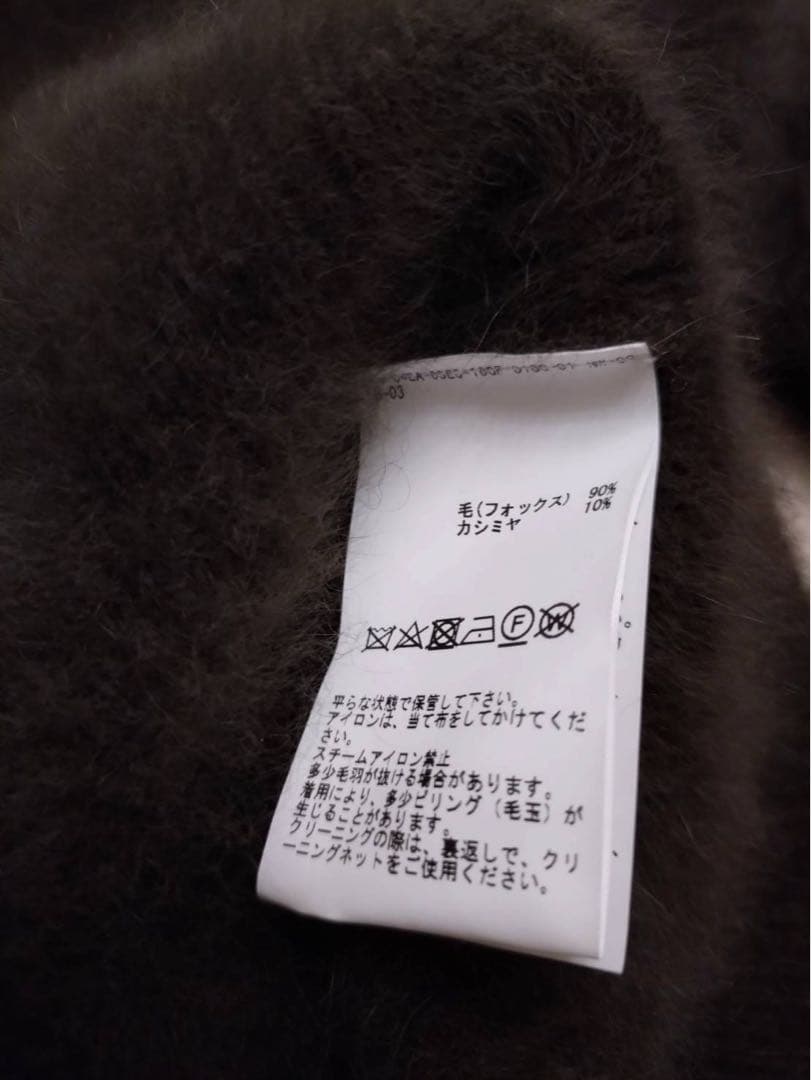 -03
毛(フォックス) 90%
カシミヤ 10%
F W
平らな状態で保管して下さい。
アイロンは、当て布をしてかけてくだ
さい。
スチームアイロン禁止
多少毛羽が抜ける場合があります。
着用により、多少ピリング(毛玉)が
生じることがあります。
クリーニングの際は、裏返しで、クリ
ーニングネットをご使用ください。